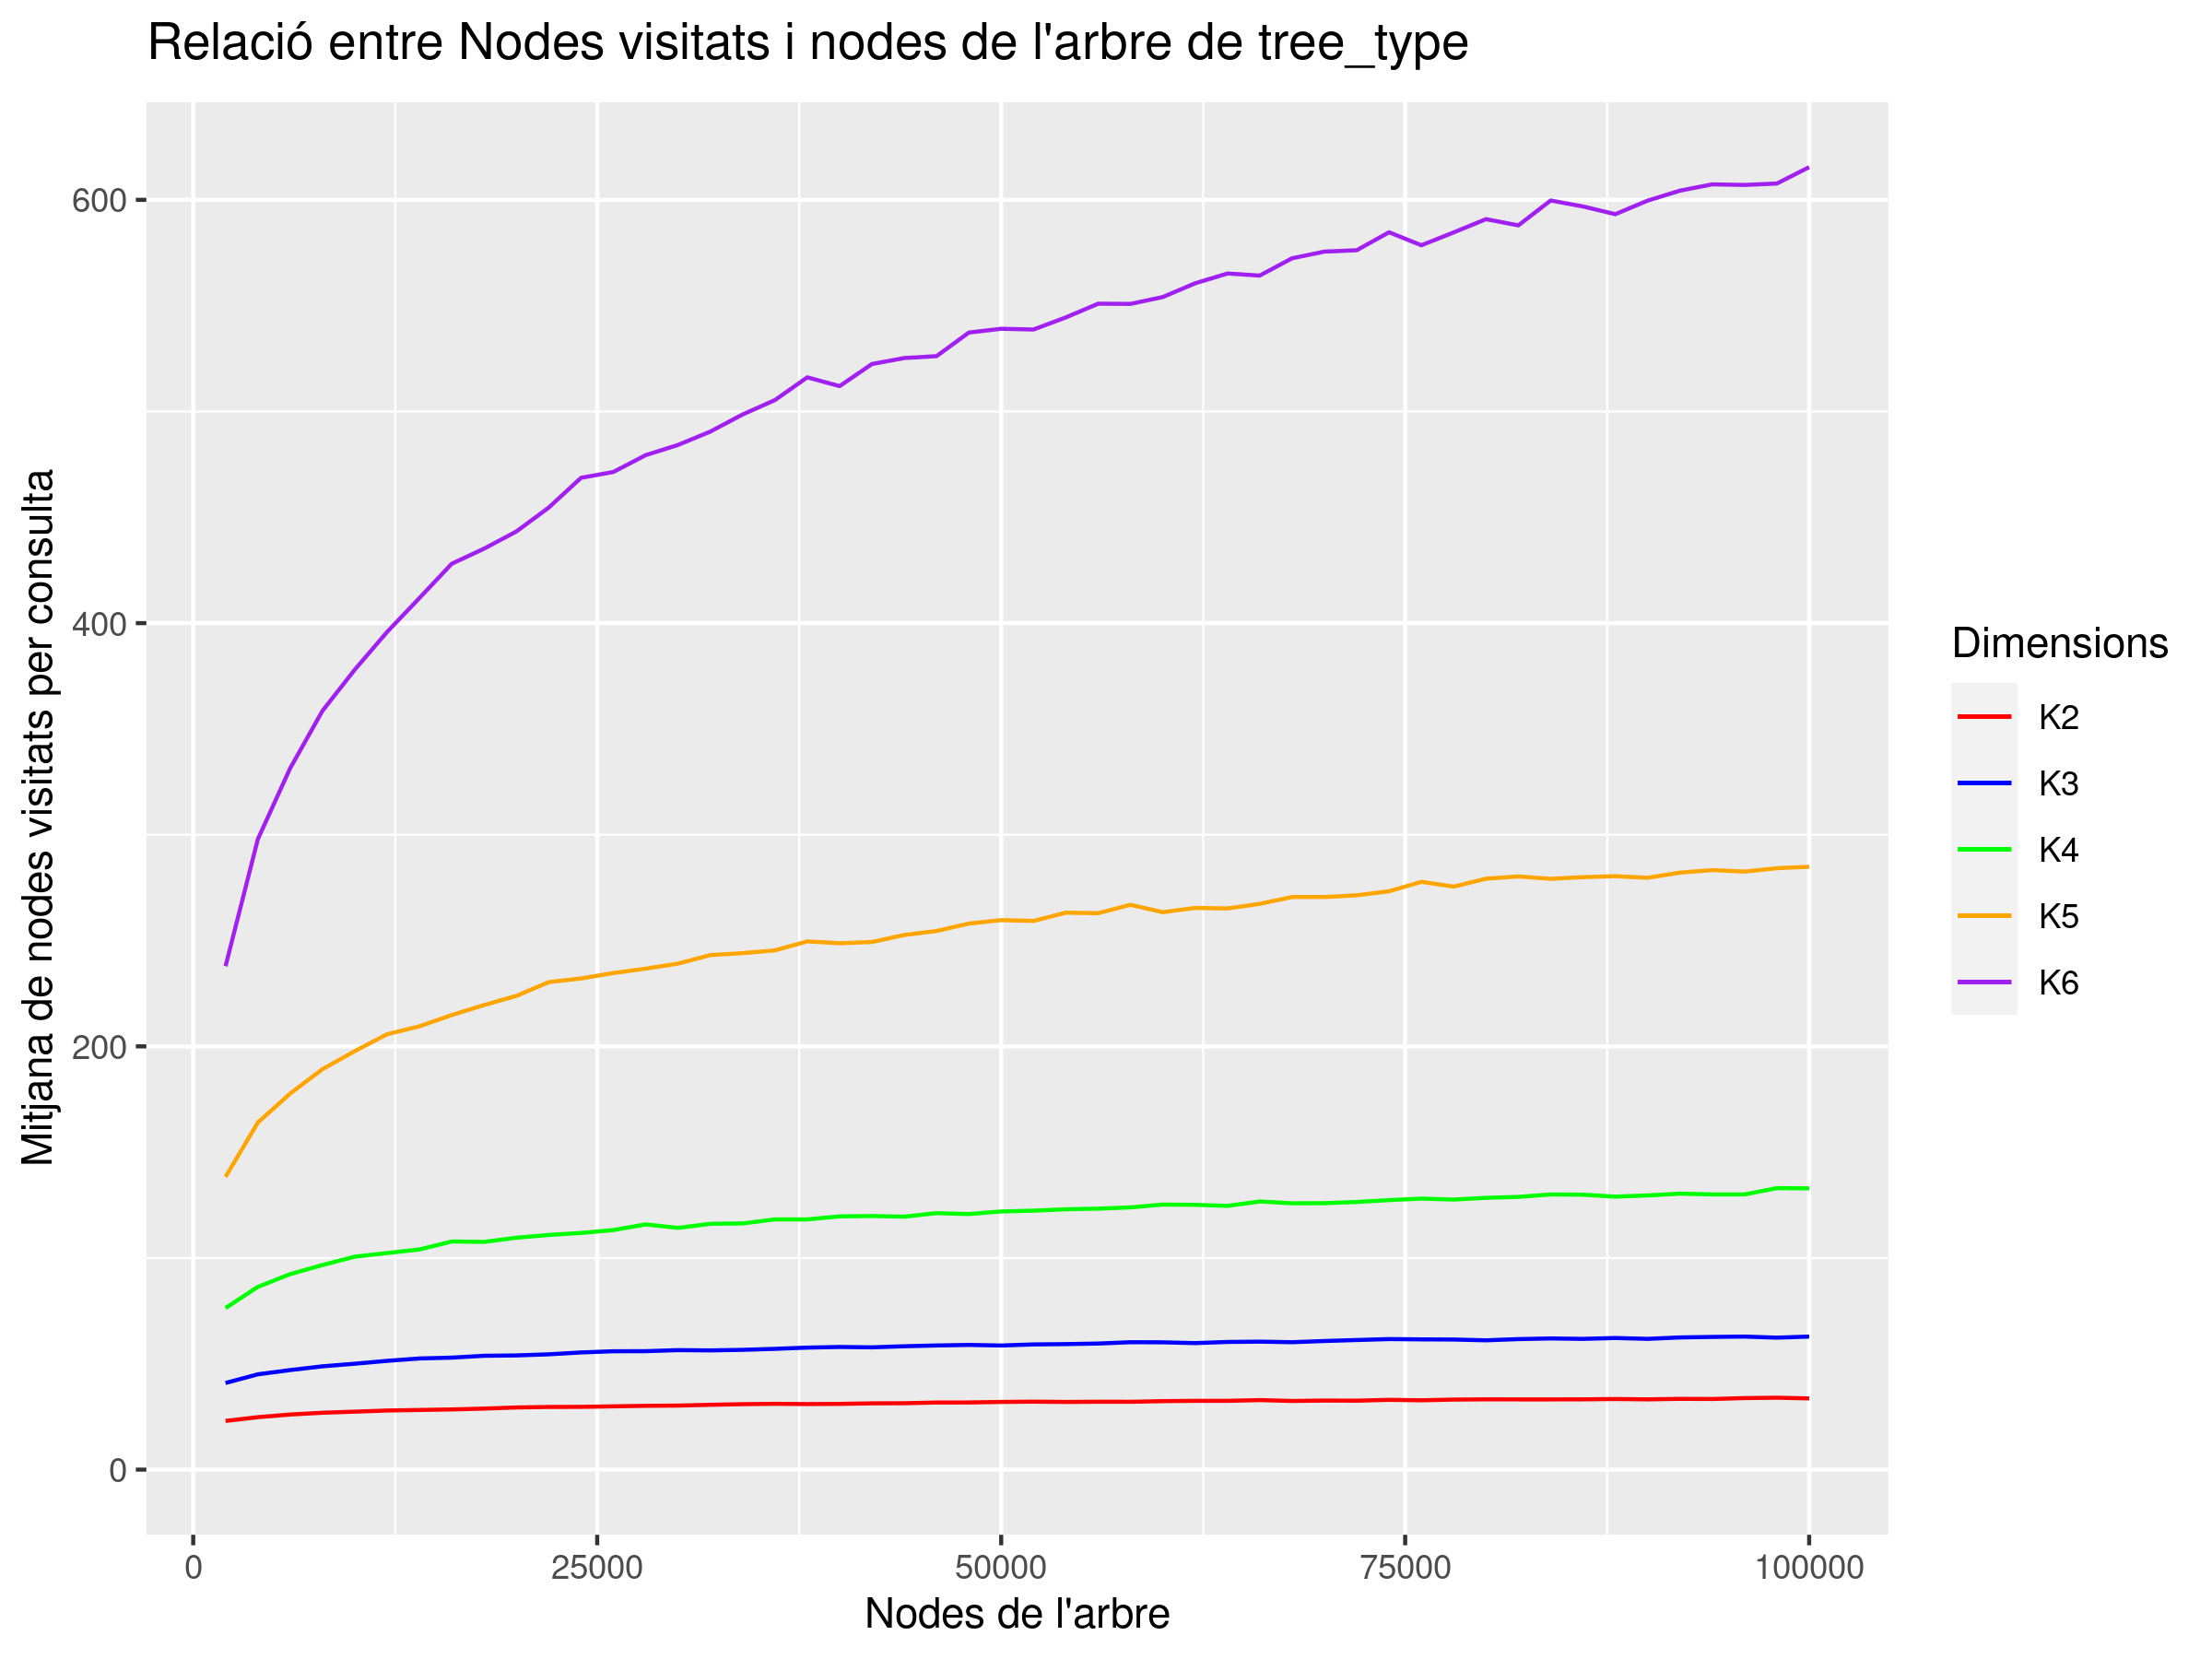 Relació entre Nodes visitats i nodes de l'arbre de tree_type
Mitjana de nodes visitats per consulta
600
400
200
0
0
25000
50000
75000
100000
Nodes de l'arbre
Dimensions
K2
K3
K4
K5
K6